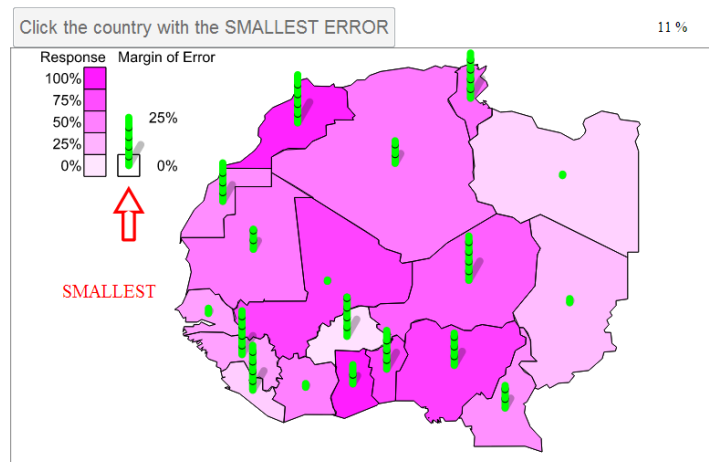 Click the country with the SMALLEST ERROR
11 %
Response Margin of Error
100%
75%
50%
25%
0%
25%
0%
SMALLEST